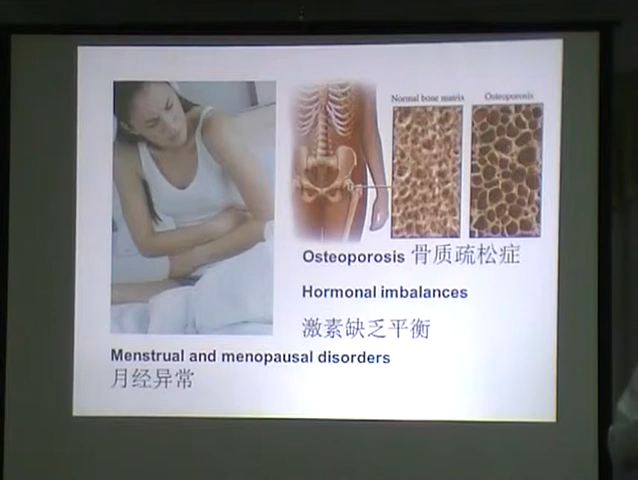 Normal bone matrix
Osteoporosis
Osteoporosis 骨质疏松症
Hormonal imbalances
激素缺乏平衡
Menstrual and menopausal disorders
月经异常